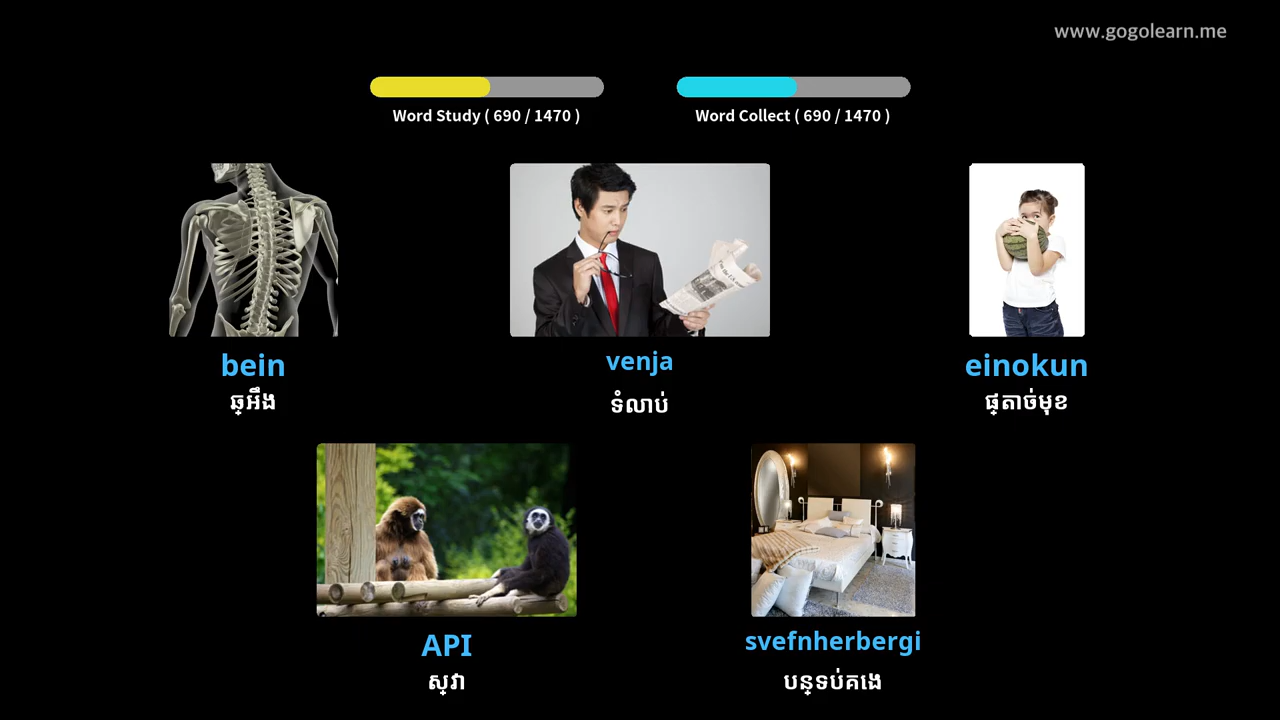 www.gogolearn.me
Word Study ( 690 / 1470 )
Word Collect ( 690 / 1470 )
bein
ឆ្អឹង
venja
ទំលាប់
einokun
ផ្តាច់មុខ
API
ស្វា
svefnherbergi
បន្ទប់គងេ